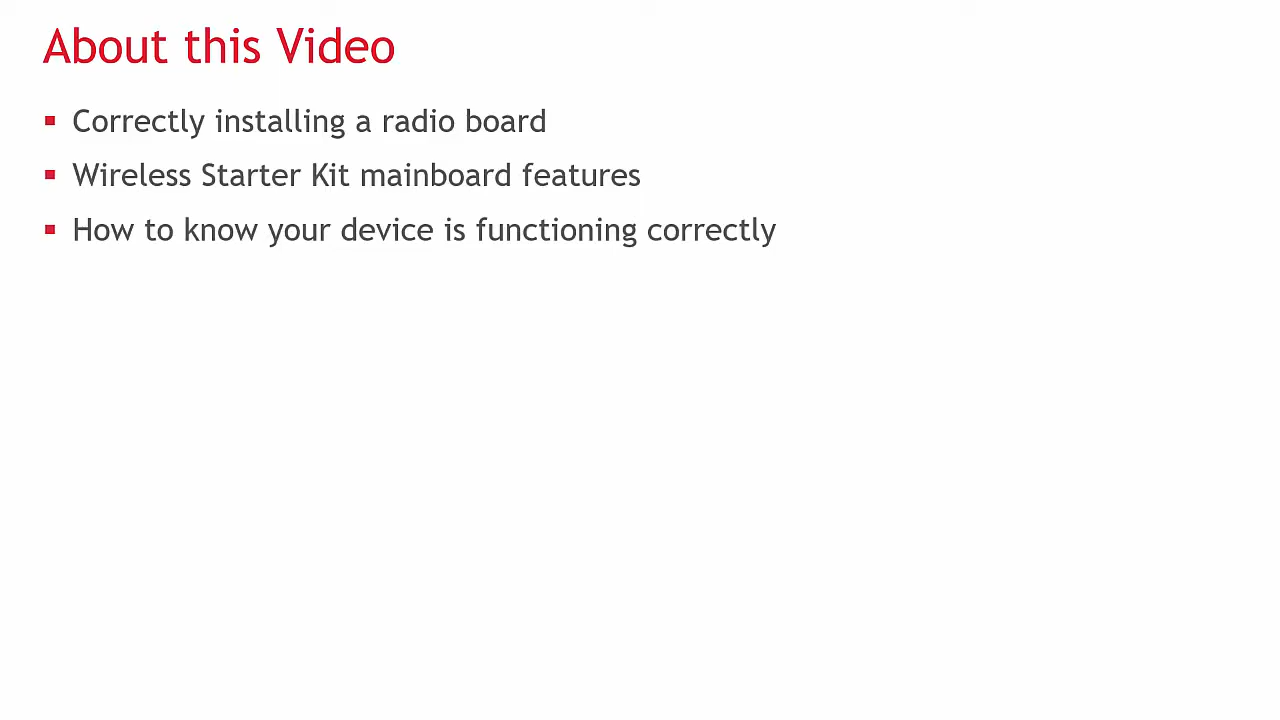 About this Video
Correctly installing a radio board
Wireless Starter Kit mainboard features
How to know your device is functioning correctly